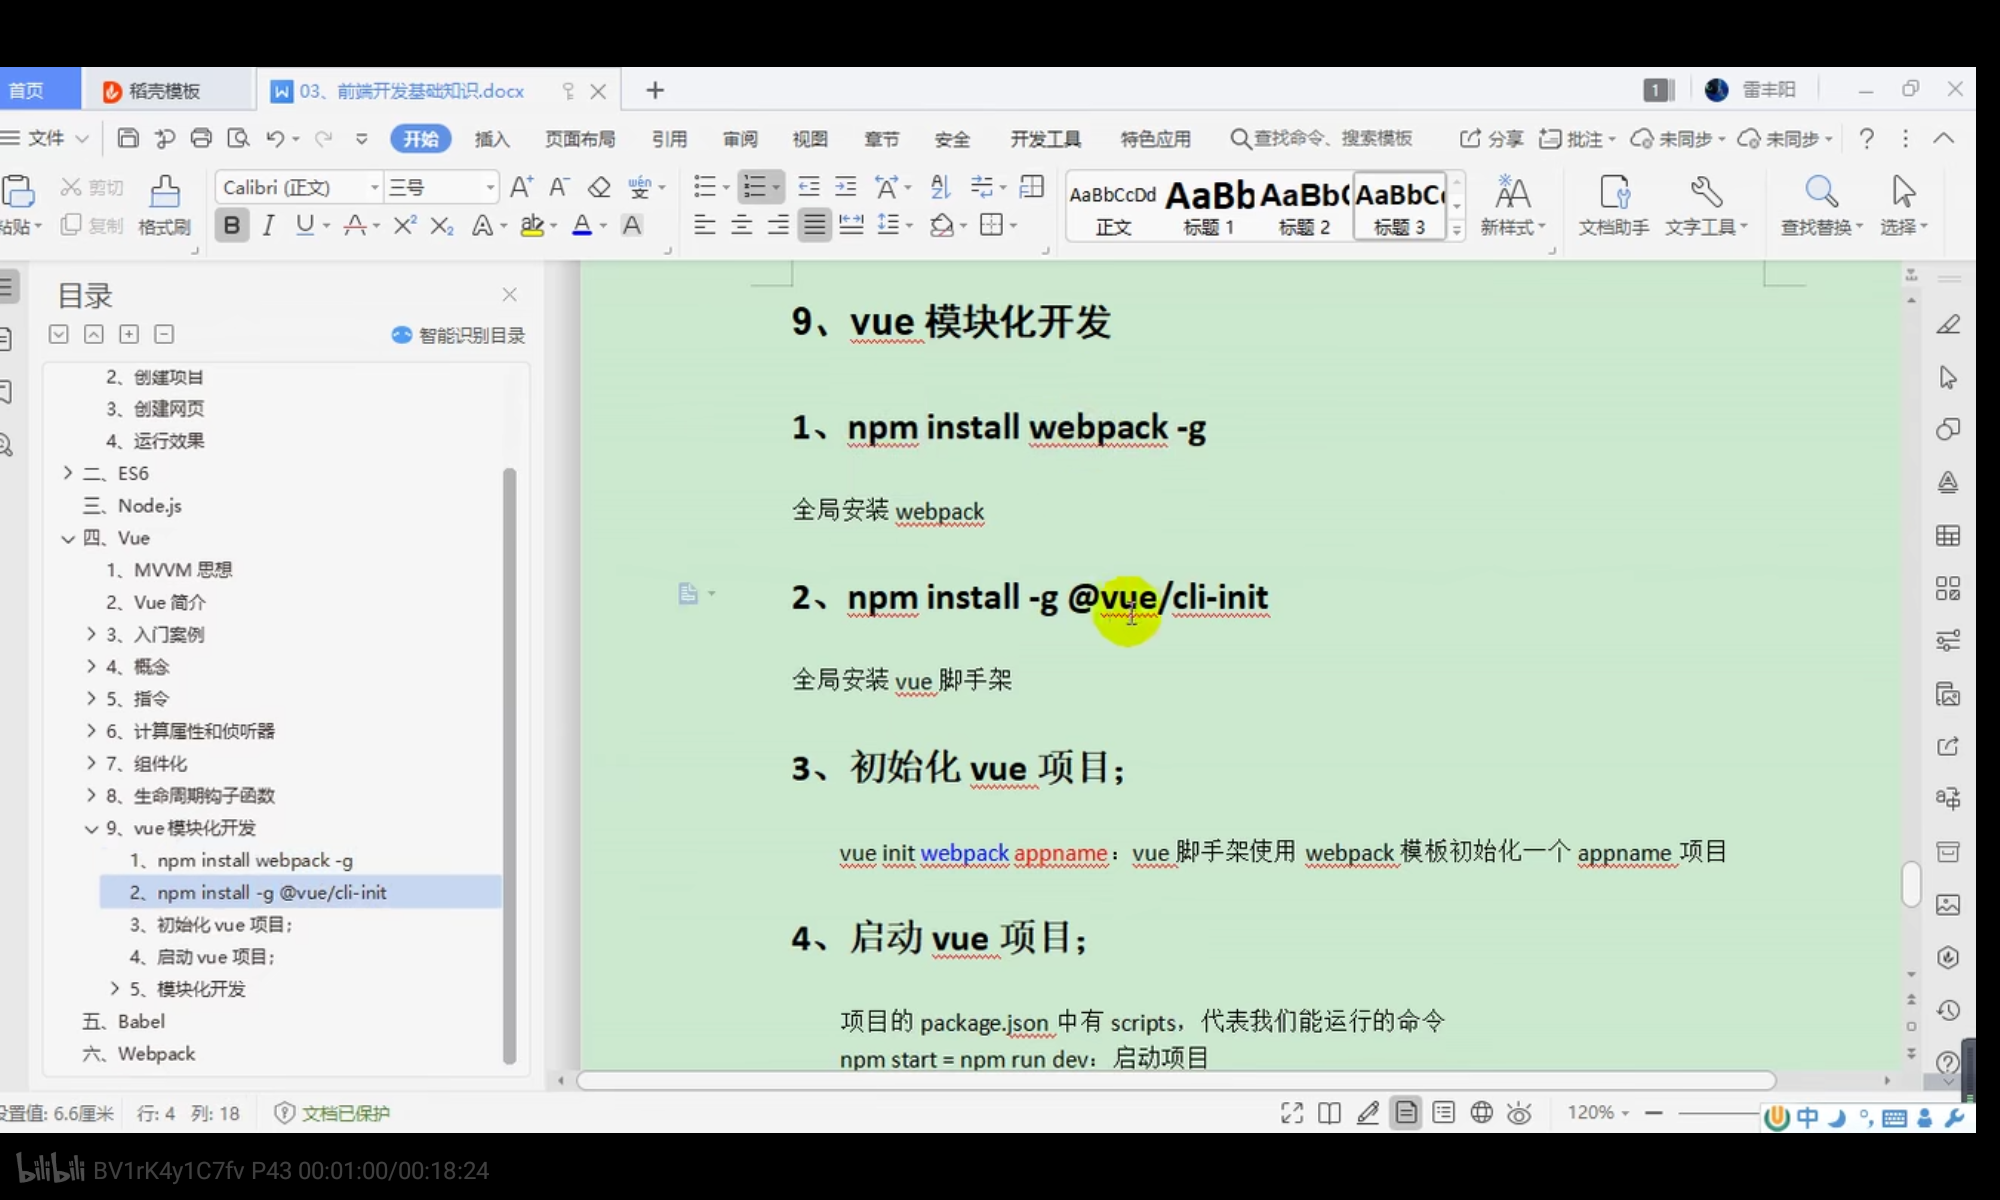 首页
稻壳模板
03、前端开发基础知识.docx
1
雷丰阳
文件
开始
插入
页面布局
引用
审阅
视图
章节
安全
开发工具
特色应用
查找命令、搜索模板
分享
批注
未同步
未同步
剪切
复制
格式刷
Calibri (正文)
三号
AaBbCcDd
正文
标题 1
标题 2
标题 3
新样式
文档助手
文字工具
查找替换
选择
目录
智能识别目录
2、创建项目
3、创建网页
4、运行效果
二、ES6
三、Node.js
四、Vue
1、MVVM 思想
2、Vue 简介
3、入门案例
4、概念
5、指令
6、计算属性和侦听器
7、组件化
8、生命周期钩子函数
9、vue 模块化开发
1、npm install webpack -g
2、npm install -g @vue/cli-init
3、初始化 vue 项目；
4、启动 vue 项目；
5、模块化开发
五、Babel
六、Webpack
9、vue 模块化开发
1、npm install webpack -g
全局安装 webpack
2、npm install -g @vue/cli-init
全局安装 vue 脚手架
3、初始化 vue 项目；
vue init webpack appname：vue 脚手架使用 webpack 模板初始化一个 appname 项目
4、启动 vue 项目；
项目的 package.json 中有 scripts，代表我们能运行的命令
npm start = npm run dev：启动项目
设置值: 6.6厘米 行: 4 列: 18 文档已保护
120%
中
bilibili BV1rK4y1C7fv P43 00:01:00/00:18:24